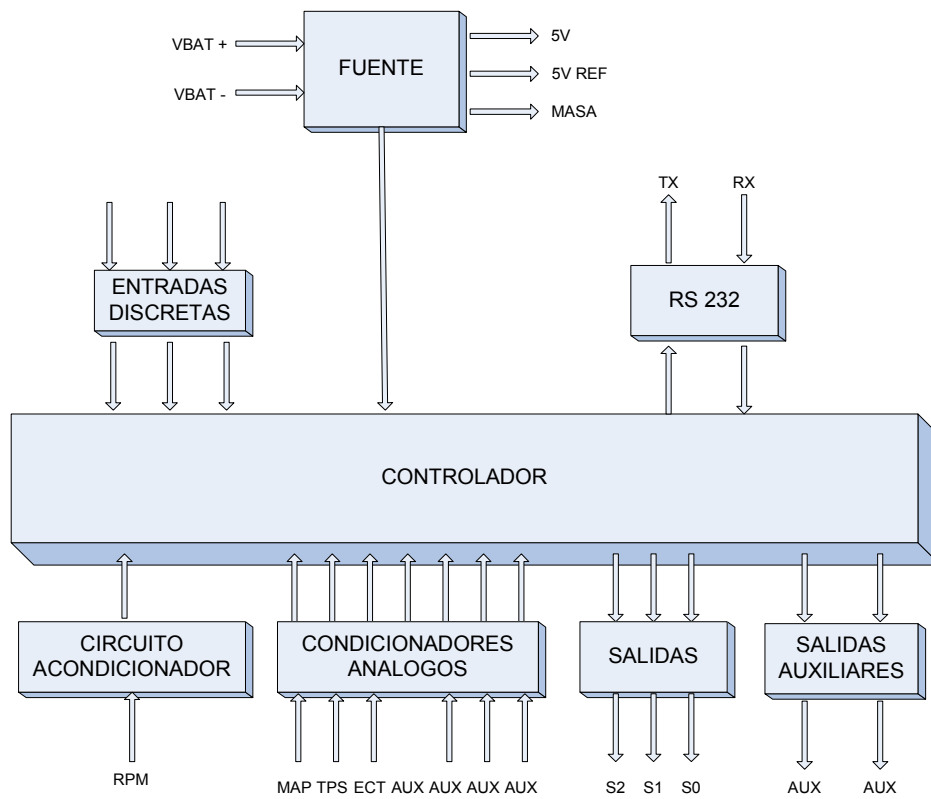 VBAT +
VBAT -
FUENTE
5V
5V REF
MASA
TX
RX
ENTRADAS
DISCRETAS
RS 232
CONTROLADOR
CIRCUITO
ACONDICIONADOR
CONDICIONADORES
ANALOGOS
SALIDAS
SALIDAS
AUXILIARES
RPM
MAP TPS ECT AUX AUX AUX AUX
S2 S1 S0
AUX AUX